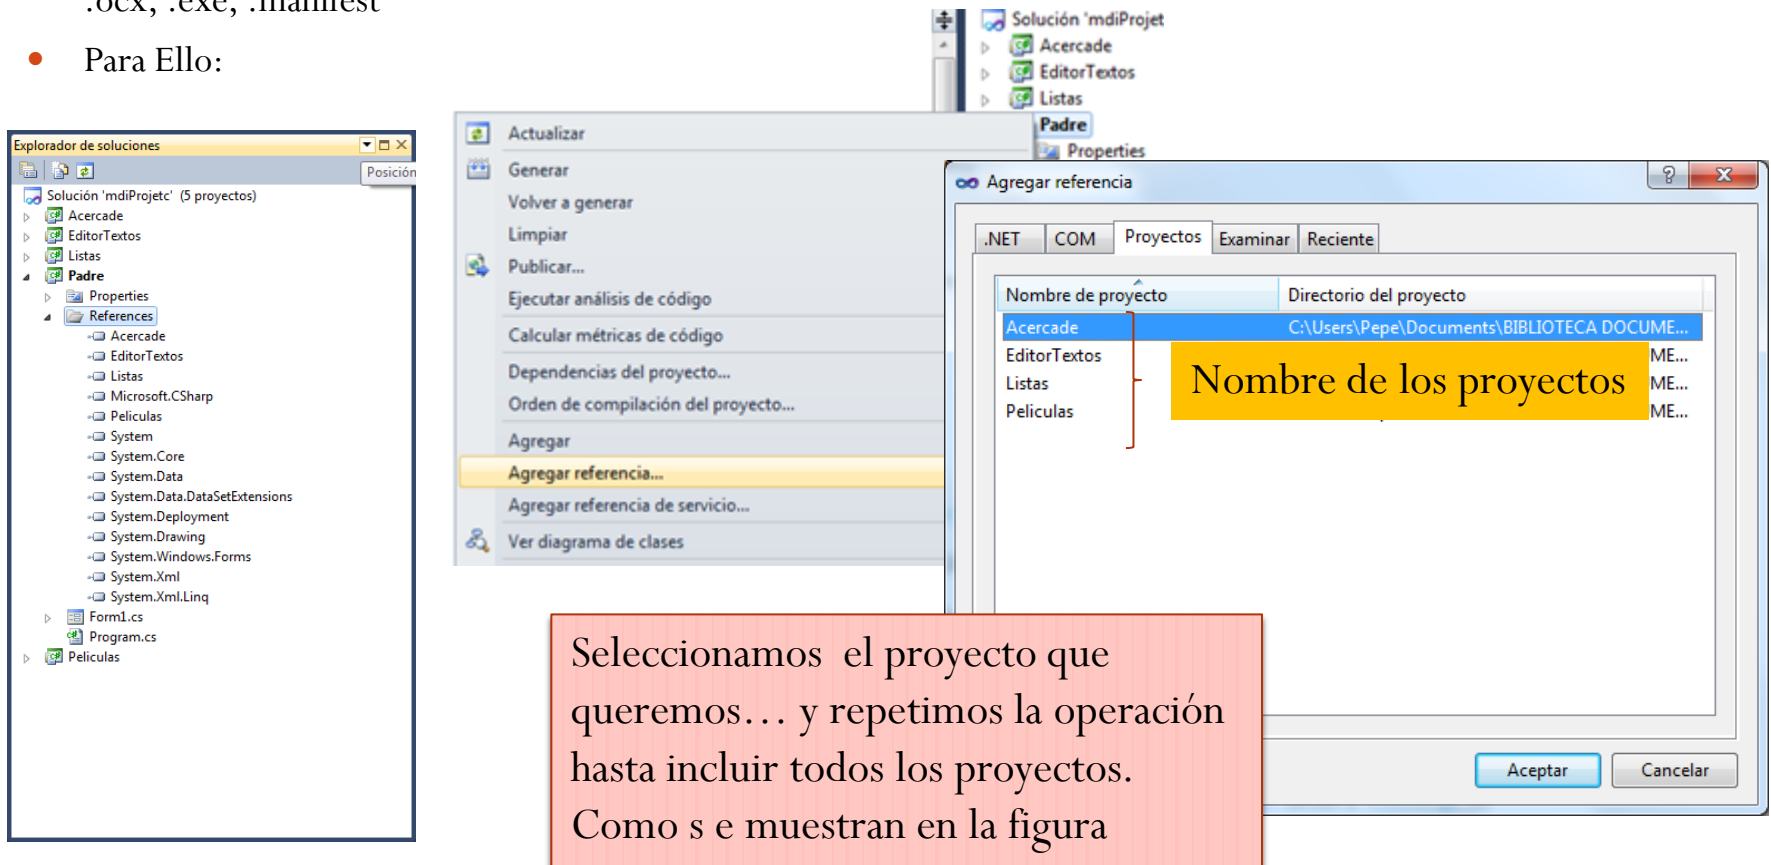 .ocx, .exe, .manifest
• Para Ello:
Explorador de soluciones
Posición
Solución 'mdiProjetc' (5 proyectos)
Acercade
EditorTextos
Listas
Padre
Properties
References
Acercade
EditorTextos
Listas
Microsoft.CSharp
Peliculas
System
System.Core
System.Data
System.Data.DataSetExtensions
System.Deployment
System.Drawing
System.Windows.Forms
System.Xml
System.Xml.Linq
Form1.cs
Program.cs
Peliculas
Actualizar
Generar
Volver a generar
Limpiar
Publicar...
Ejecutar análisis de código
Calcular métricas de código
Dependencias del proyecto...
Orden de compilación del proyecto...
Agregar
Agregar referencia...
Agregar referencia de servicio...
Ver diagrama de clases
Solución 'mdiProjet
Acercade
EditorTextos
Listas
Padre
Properties
Agregar referencia
.NET COM Proyectos Examinar Reciente
Nombre de proyecto Directorio del proyecto
Acercade C:\Users\Pepe\Documents\BIBLIOTECA DOCUME...
EditorTextos ME...
Listas ME...
Peliculas ME...
Nombre de los proyectos
Aceptar Cancelar
Seleccionamos el proyecto que
queremos… y repetimos la operación
hasta incluir todos los proyectos.
Como s e muestran en la figura